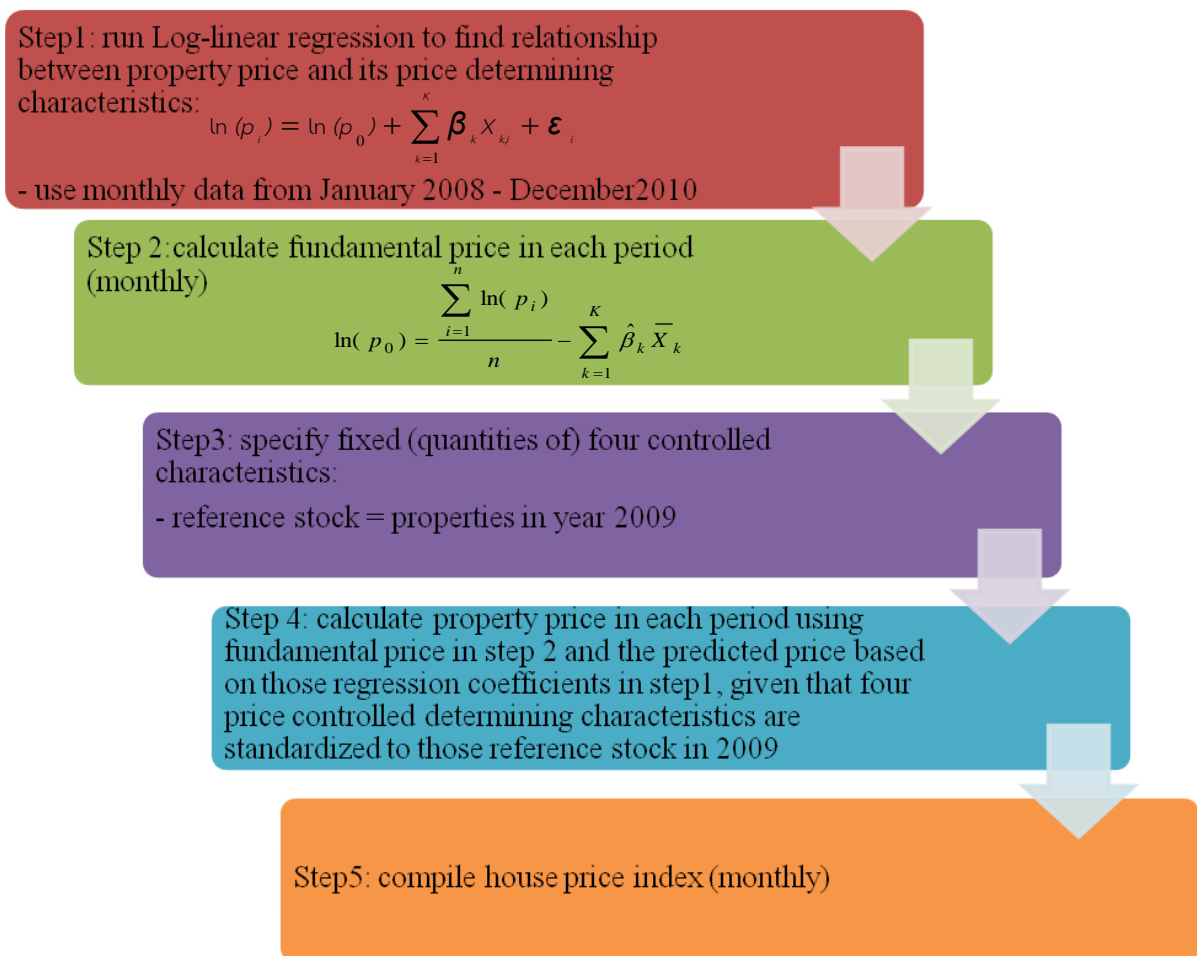 Step1: run Log-linear regression to find relationship
between property price and its price determining
characteristics:
ln (p_i) = ln (p_0) + ∑_{k=1}^{K} β_k X_{k,i} + ε_i
- use monthly data from January 2008 - December2010
Step 2:calculate fundamental price in each period
(monthly)
ln( p_0 ) = \frac{∑_{i=1}^{n} ln( p_i )}{n} − ∑_{k=1}^{K} \hat{β}_k \overline{X}_k
Step3: specify fixed (quantities of) four controlled
characteristics:
- reference stock = properties in year 2009
Step 4: calculate property price in each period using
fundamental price in step 2 and the predicted price based
on those regression coefficients in step1, given that four
price controlled determining characteristics are
standardized to those reference stock in 2009
Step5: compile house price index (monthly)